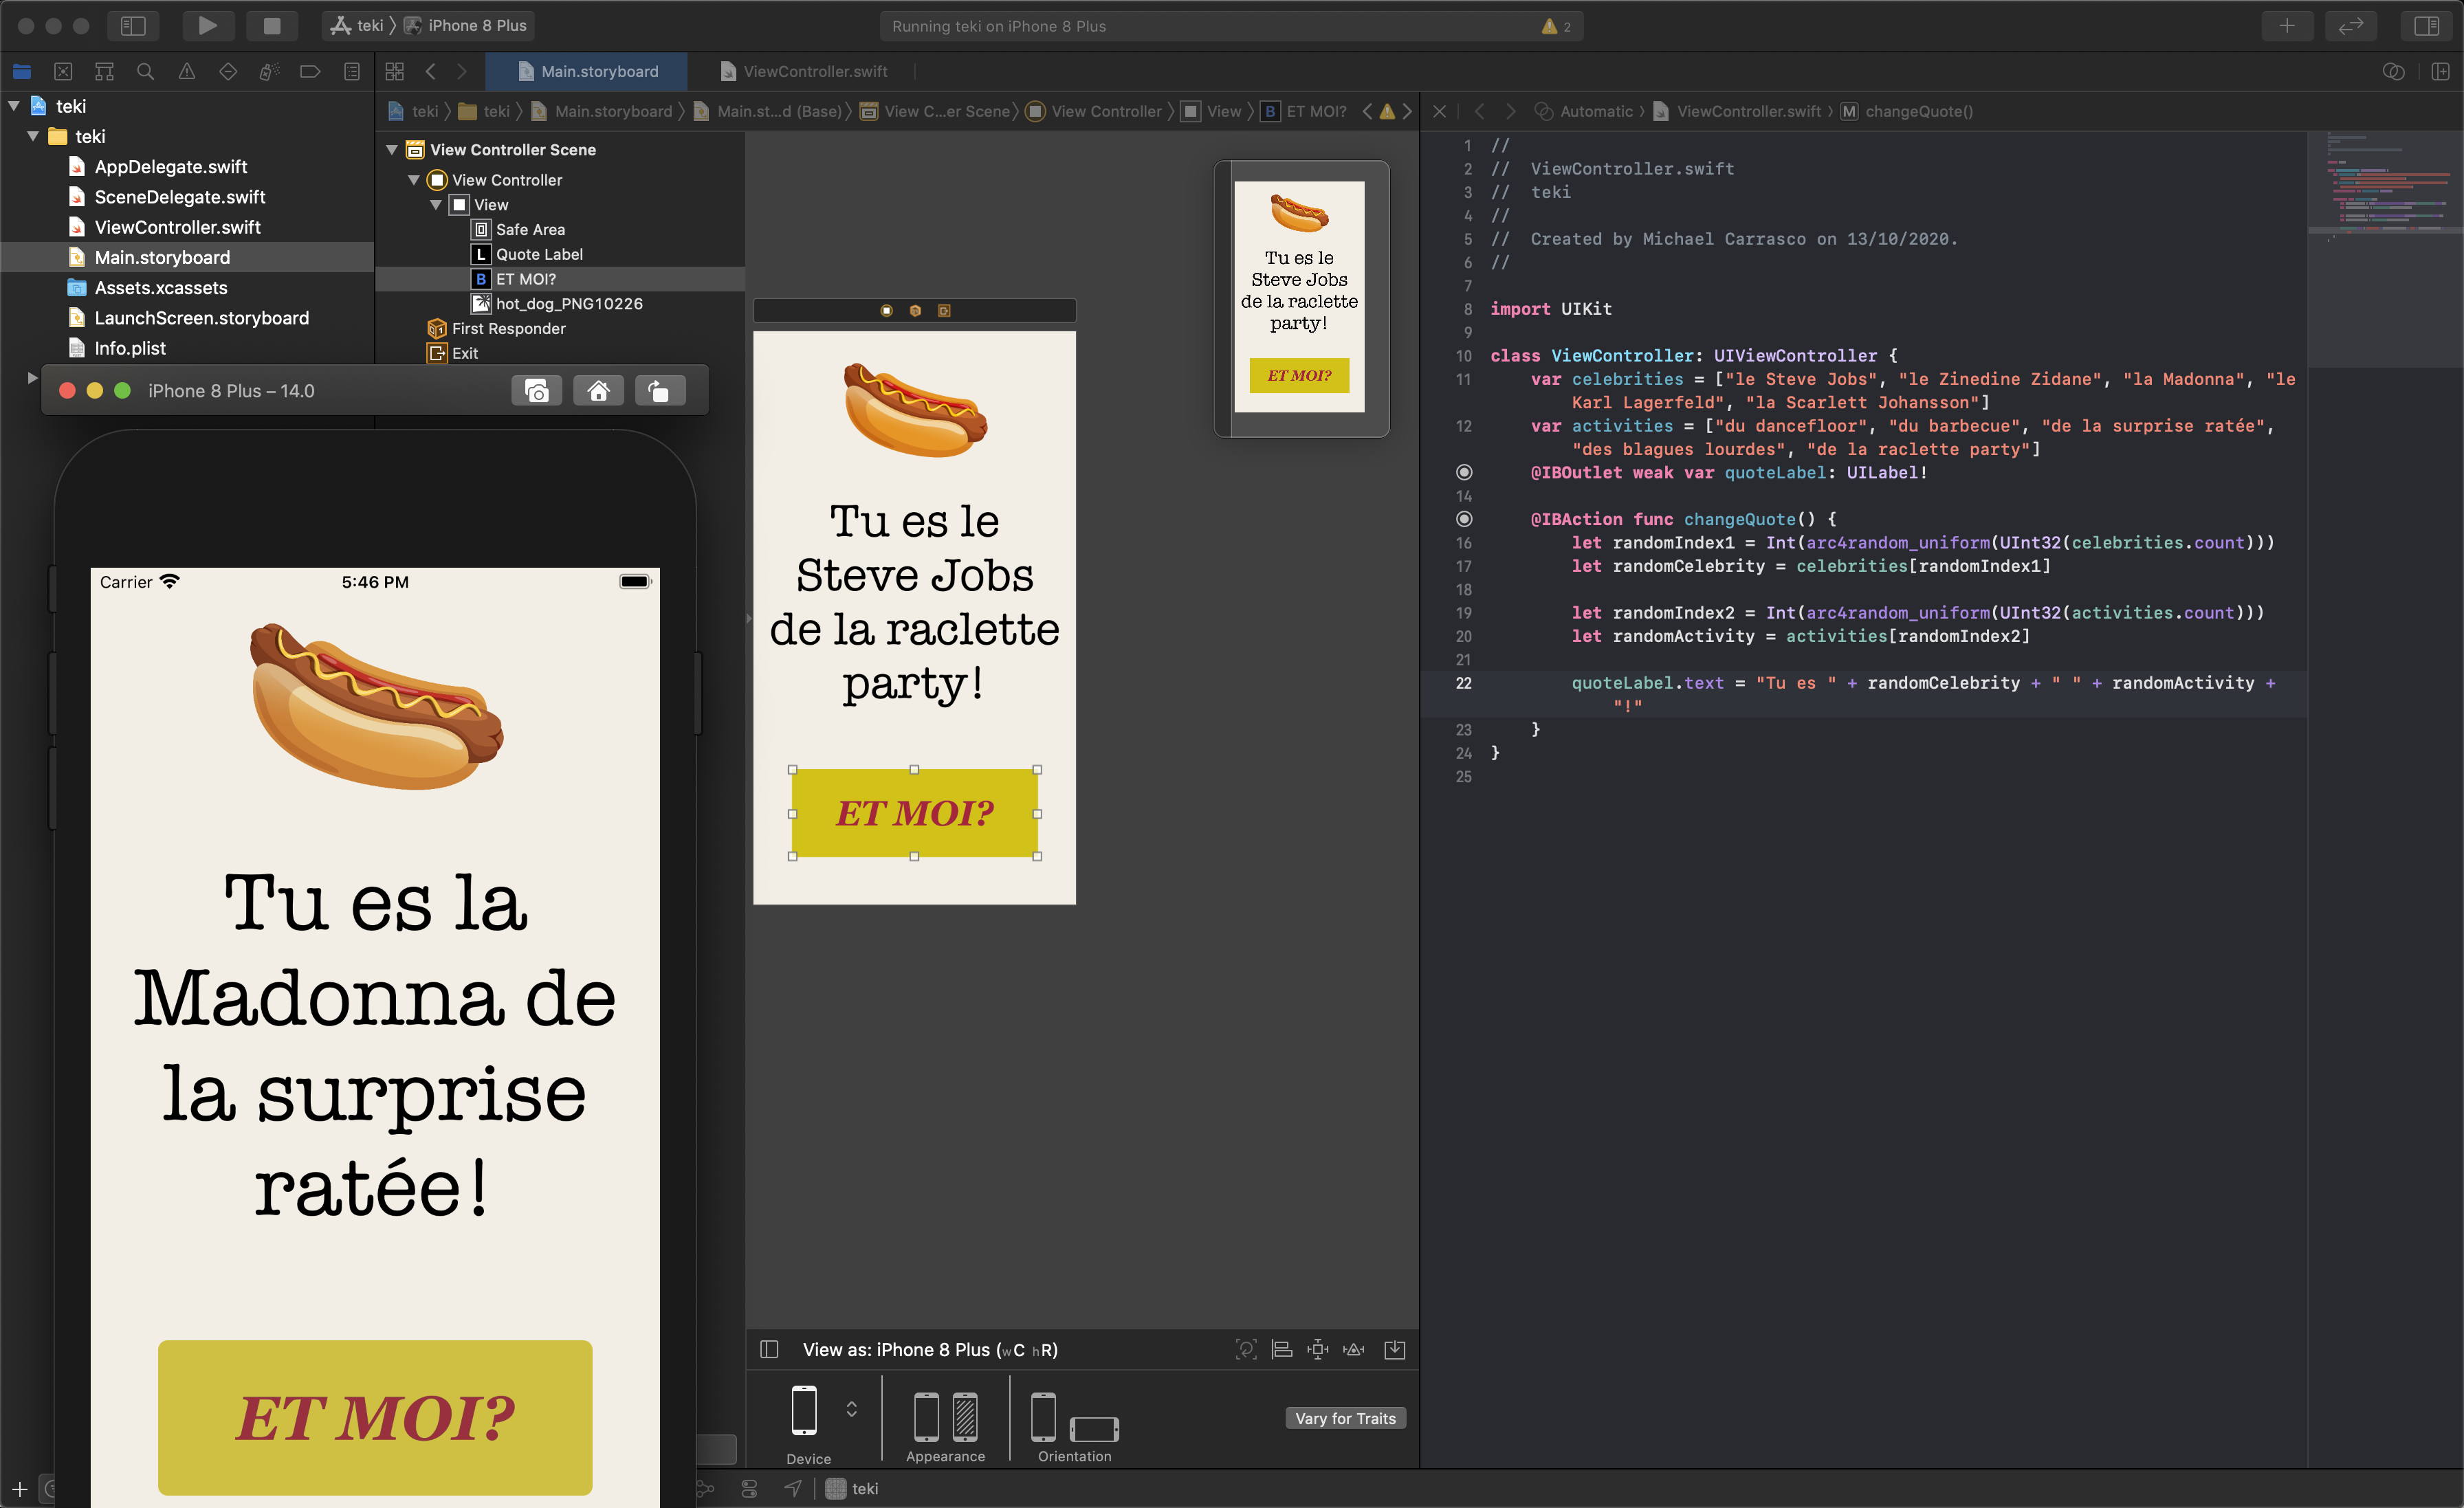 teki 〉 iPhone 8 Plus
Running teki on iPhone 8 Plus
2
Main.storyboard
ViewController.swift
teki
teki
AppDelegate.swift
SceneDelegate.swift
ViewController.swift
Main.storyboard
Assets.xcassets
LaunchScreen.storyboard
Info.plist
teki 〉 teki 〉 Main.storyboard 〉 Main.st...d (Base) 〉 View C...er Scene 〉 View Controller 〉 View 〉 B ET MOI?
View Controller Scene
View Controller
View
Safe Area
L Quote Label
B ET MOI?
hot_dog_PNG10226
First Responder
Exit
Tu es le
Steve Jobs
de la raclette
party!
ET MOI?
Tu es le
Steve Jobs
de la raclette
party!
ET MOI?
iPhone 8 Plus – 14.0
Carrier
5:46 PM
Tu es la
Madonna de
la surprise
ratée!
ET MOI?
View as: iPhone 8 Plus (wC hR)
Device
Appearance
Orientation
Vary for Traits
teki
Automatic 〉 ViewController.swift 〉 M changeQuote()
1 //
2 //  ViewController.swift
3 //  teki
4 //
5 //  Created by Michael Carrasco on 13/10/2020.
6 //
7
8 import UIKit
9
10 class ViewController: UIViewController {
11 var celebrities = ["le Steve Jobs", "le Zinedine Zidane", "la Madonna", "le
Karl Lagerfeld", "la Scarlett Johansson"]
12 var activities = ["du dancefloor", "du barbecue", "de la surprise ratée",
"des blagues lourdes", "de la raclette party"]
@IBOutlet weak var quoteLabel: UILabel!
14
@IBAction func changeQuote() {
16 let randomIndex1 = Int(arc4random_uniform(UInt32(celebrities.count)))
17 let randomCelebrity = celebrities[randomIndex1]
18
19 let randomIndex2 = Int(arc4random_uniform(UInt32(activities.count)))
20 let randomActivity = activities[randomIndex2]
21
22 quoteLabel.text = "Tu es " + randomCelebrity + " " + randomActivity +
"!"
23 }
24 }
25